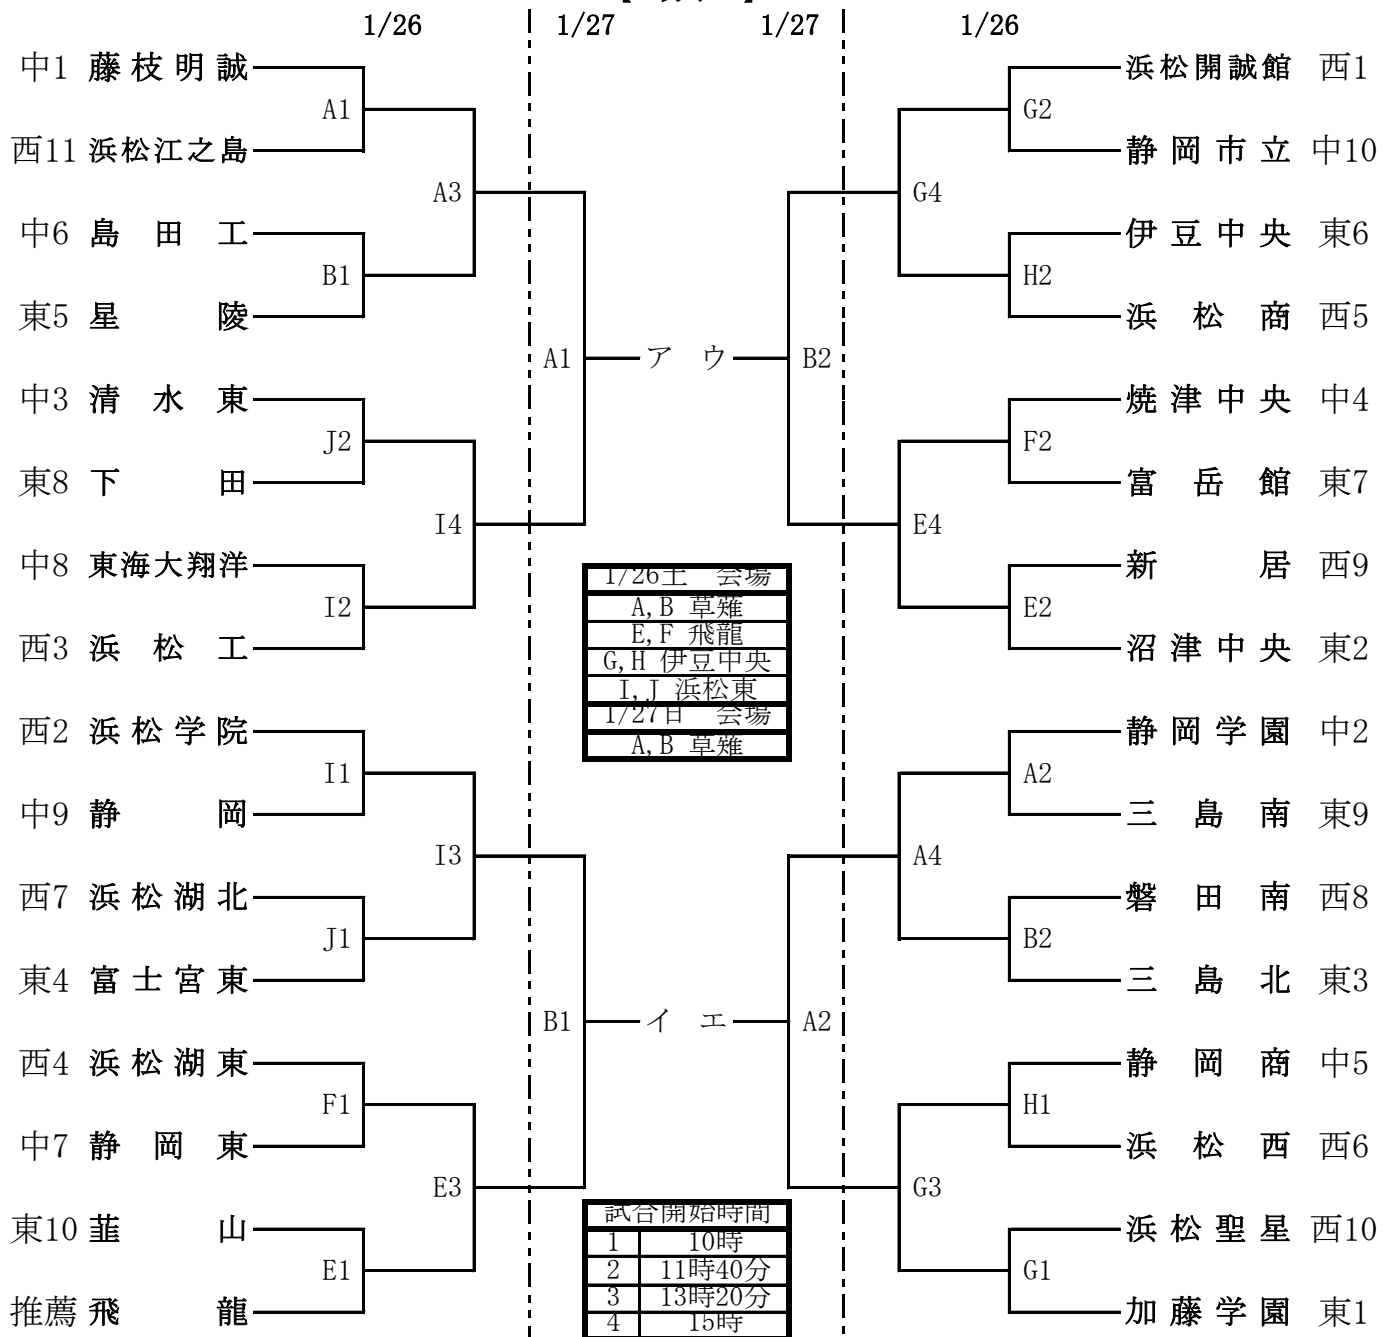 1/26 1/27 1/27 1/26
中1 藤枝明誠
浜松開誠館 西1
A1
G2
西11 浜松江之島
静岡市立 中10
A3
G4
中6 島田工
伊豆中央 東6
B1
H2
東5 星陵
浜松商 西5
A1 ア ウ B2
中3 清水東
焼津中央 中4
J2
F2
東8 下田
富岳館 東7
I4
E4
中8 東海大翔洋
新居 西9
I2
E2
西3 浜松工
沼津中央 東2
1/26土 会場
A,B 草薙
E,F 飛龍
G,H 伊豆中央
I,J 浜松東
1/27日 会場
A,B 草薙
西2 浜松学院
静岡学園 中2
I1
A2
中9 静岡
三島南 東9
I3
A4
西7 浜松湖北
磐田南 西8
J1
B2
東4 富士宮東
三島北 東3
B1 イ エ A2
西4 浜松湖東
静岡商 中5
F1
H1
中7 静岡東
浜松西 西6
E3
G3
東10 韮山
浜松聖星 西10
E1
G1
推薦 飛龍
加藤学園 東1
試合開始時間
1 10時
2 11時40分
3 13時20分
4 15時